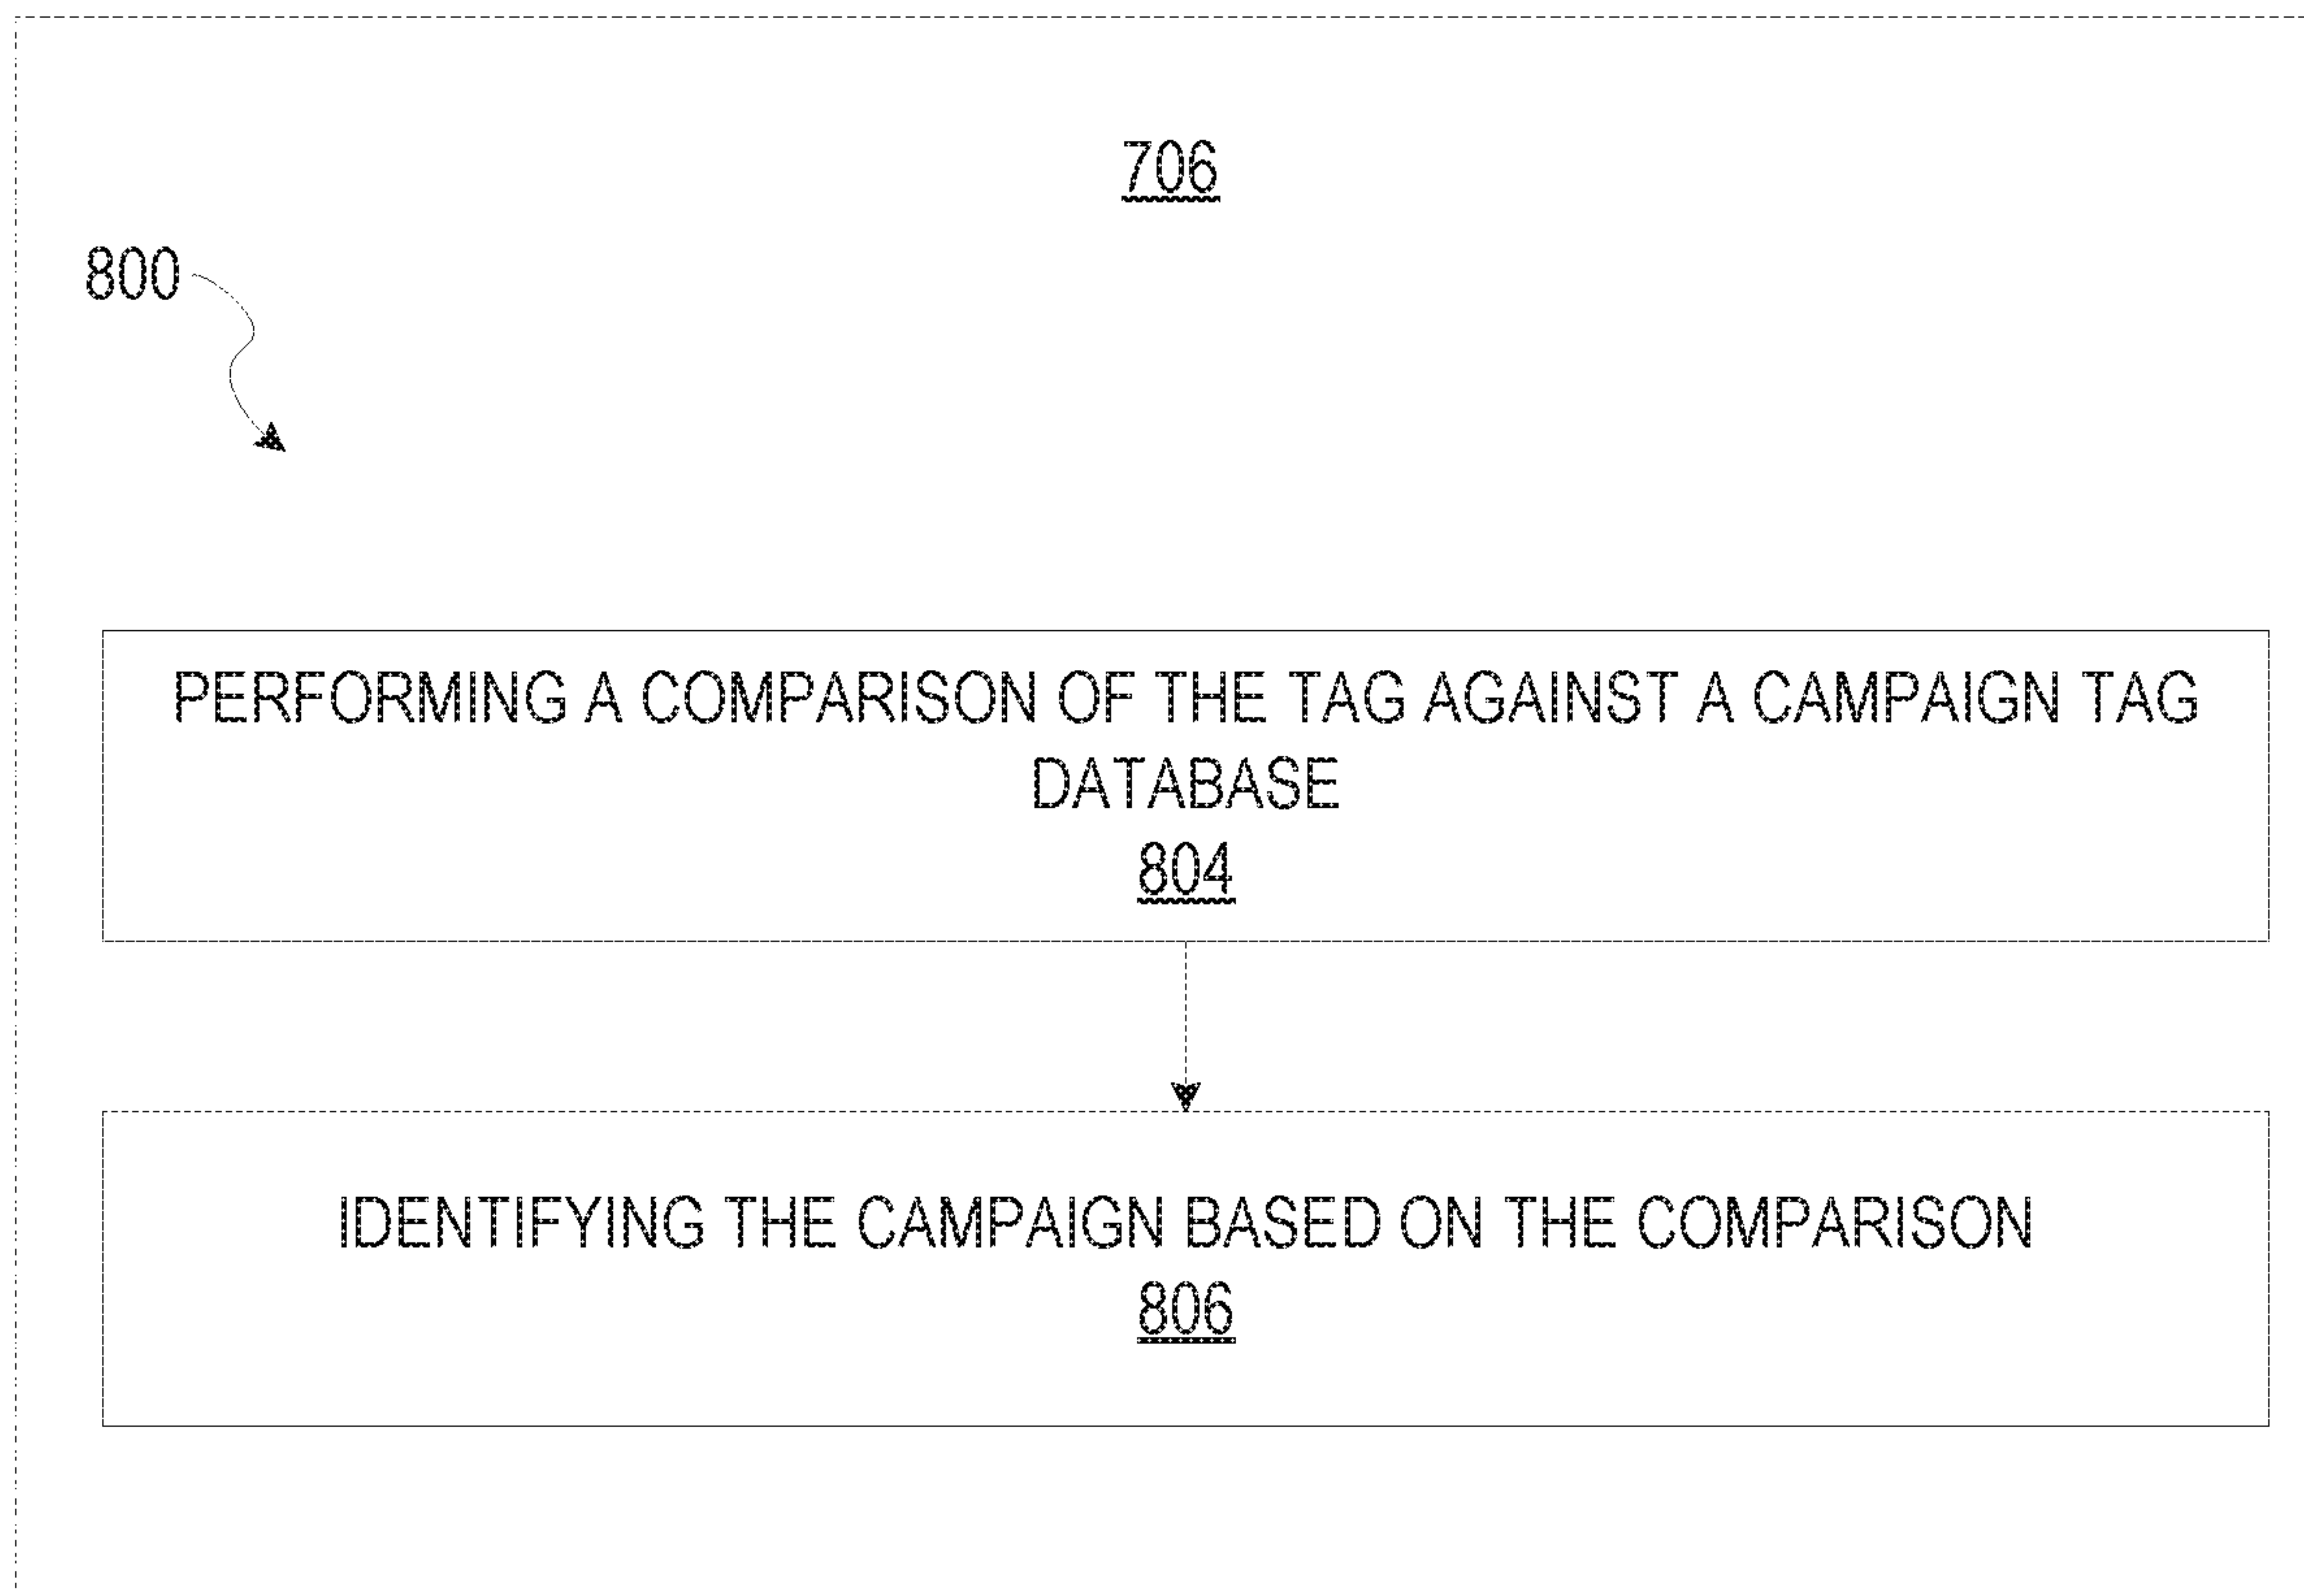 706
800
PERFORMING A COMPARISON OF THE TAG AGAINST A CAMPAIGN TAG
DATABASE
804
IDENTIFYING THE CAMPAIGN BASED ON THE COMPARISON
806